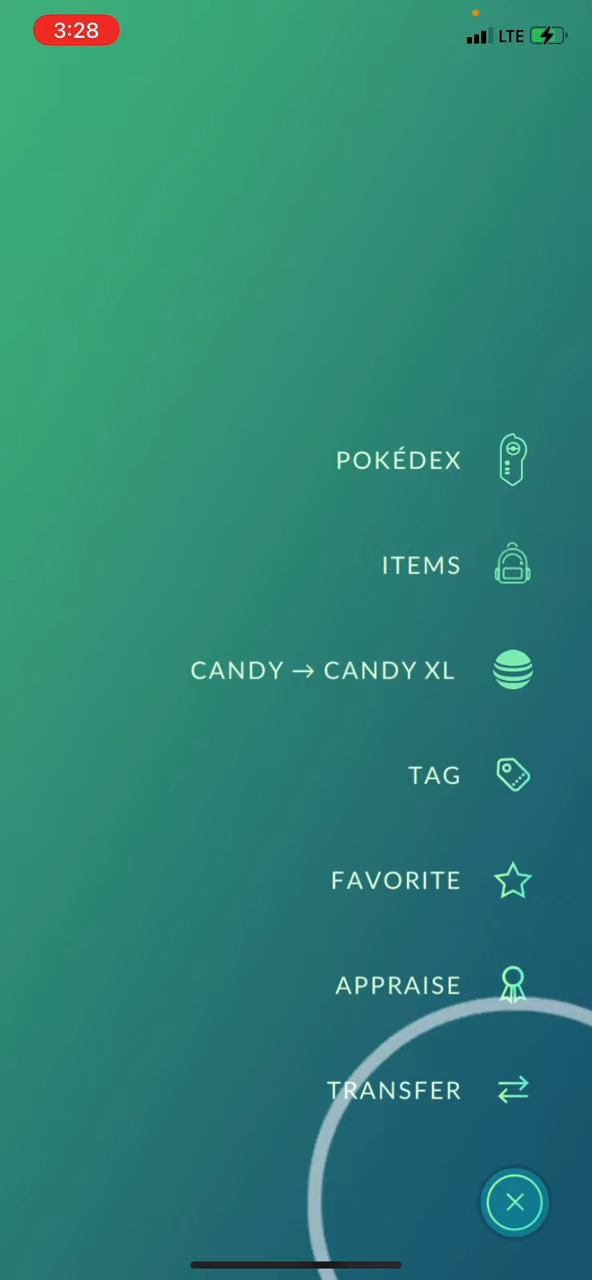 3:28
LTE
POKÉDEX
ITEMS
CANDY → CANDY XL
TAG
FAVORITE
APPRAISE
TRANSFER